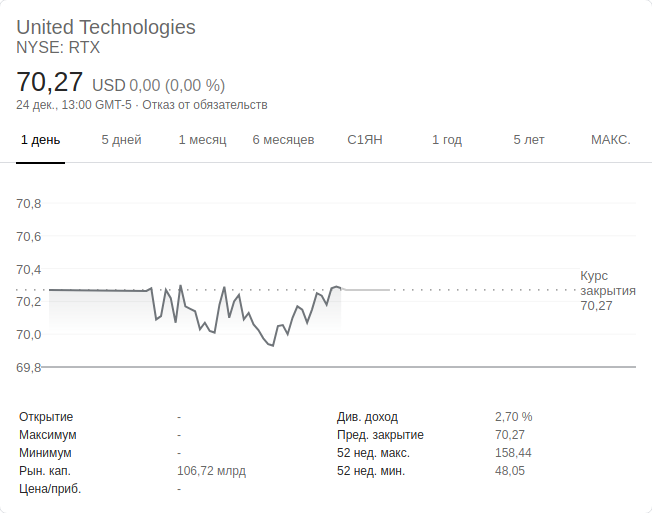 United Technologies
NYSE: RTX
70,27 USD 0,00 (0,00 %)
24 дек., 13:00 GMT-5 · Отказ от обязательств
1 день 5 дней 1 месяц 6 месяцев С1ЯН 1 год 5 лет МАКС.
70,8
70,6
70,4
70,2
70,0
69,8
Курс
закрытия
70,27
Открытие - Див. доход 2,70 %
Максимум - Пред. закрытие 70,27
Минимум - 52 нед. макс. 158,44
Рын. кап. 106,72 млрд 52 нед. мин. 48,05
Цена/приб. -